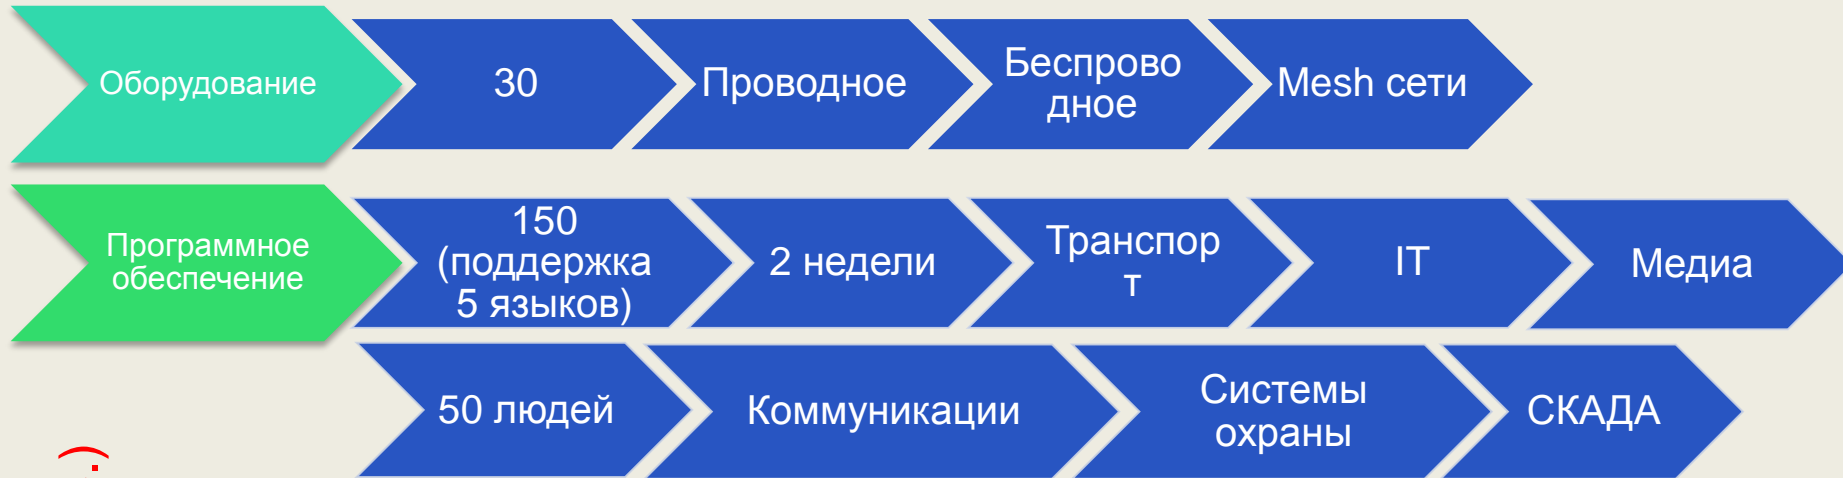 Оборудование
30
Проводное
Беспрово
дное
Mesh сети
Программное
обеспечение
150
(поддержка
5 языков)
2 недели
Транспор
т
IT
Медиа
50 людей
Коммуникации
Системы
охраны
СКАДА